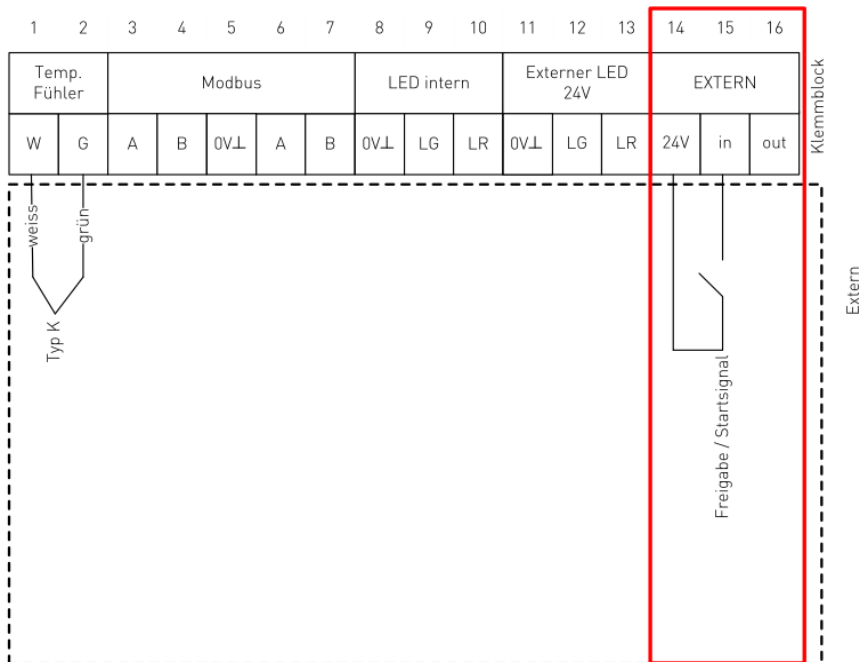 1 2 3 4 5 6 7 8 9 10 11 12 13 14 15 16
Temp. Fühler Modbus LED intern Externer LED 24V EXTERN
W G A B 0V⊥ A B 0V⊥ LG LR 0V⊥ LG LR 24V in out
Klemmblock
weiss
grün
Typ K
Freigabe / Startsignal
Extern